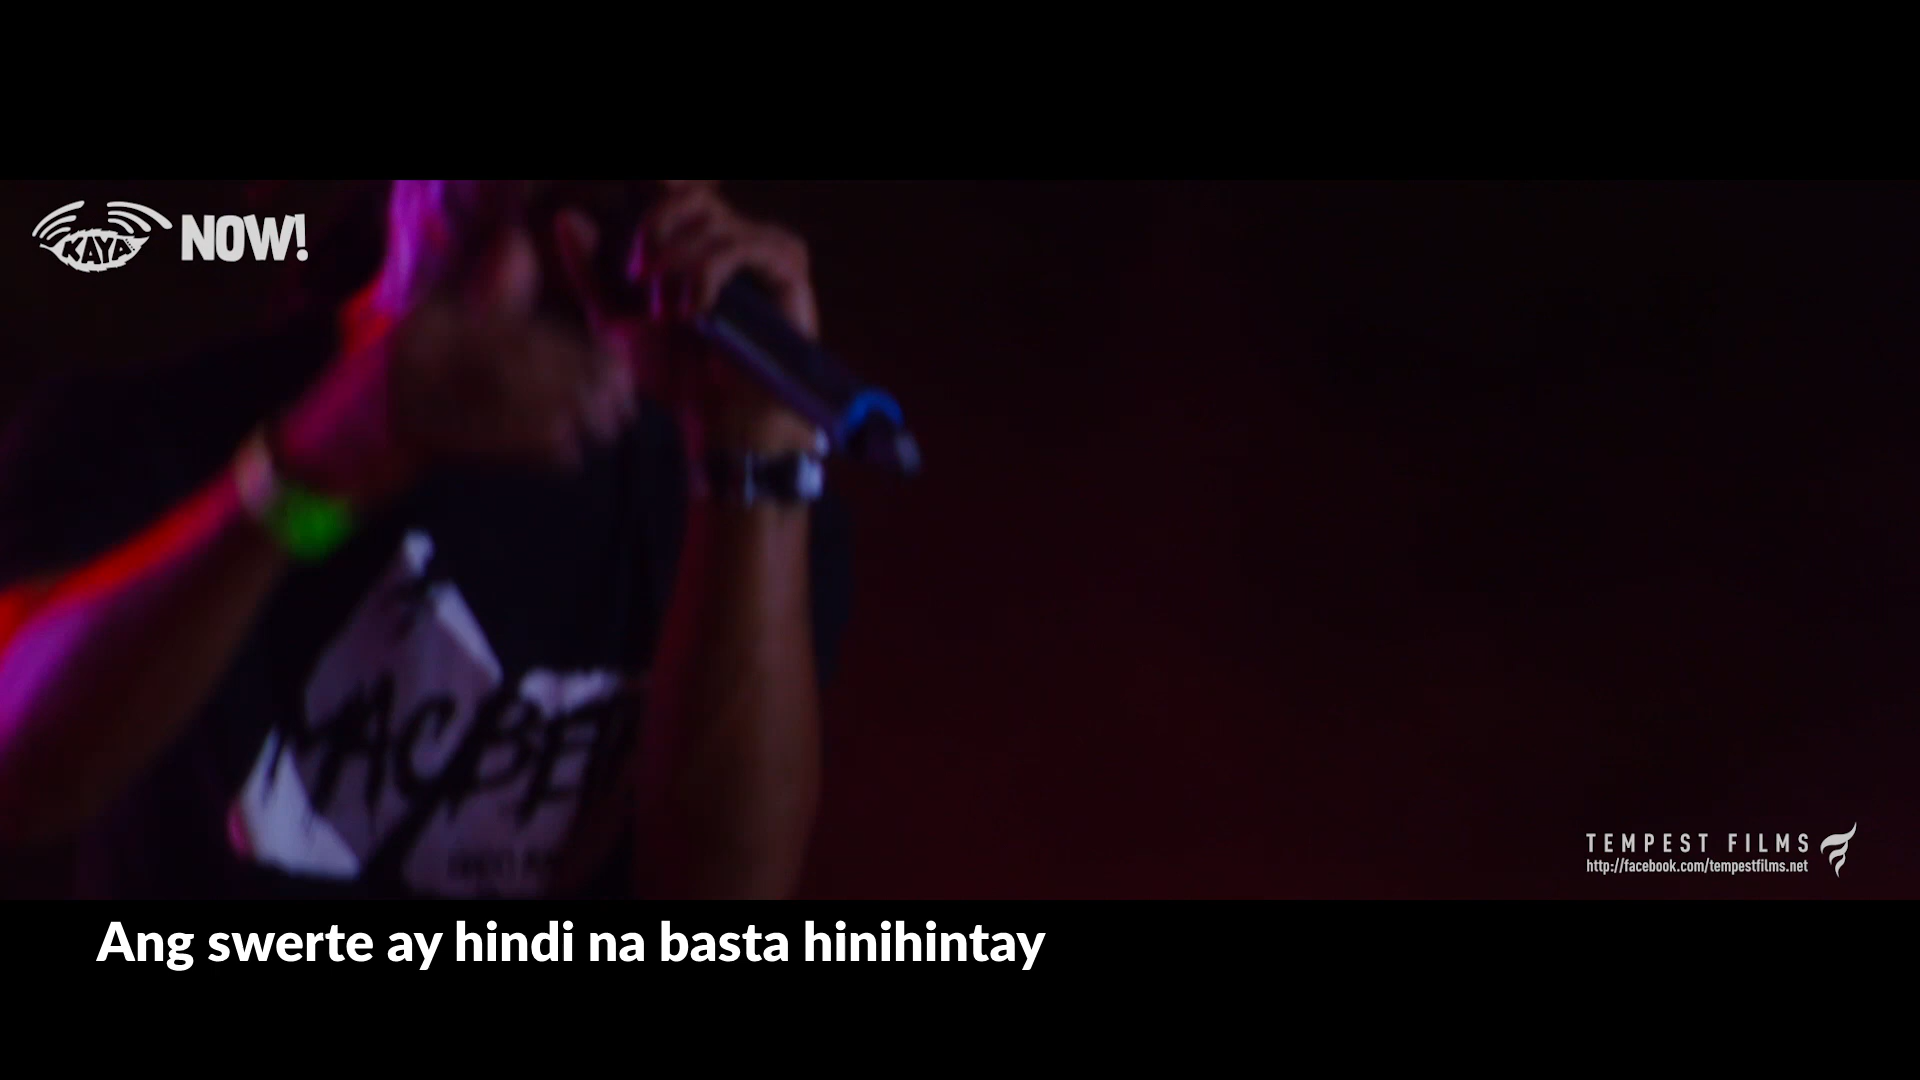 KAYA NOW!
TEMPEST FILMS
http://facebook.com/tempestfilms.net
Ang swerte ay hindi na basta hinihintay